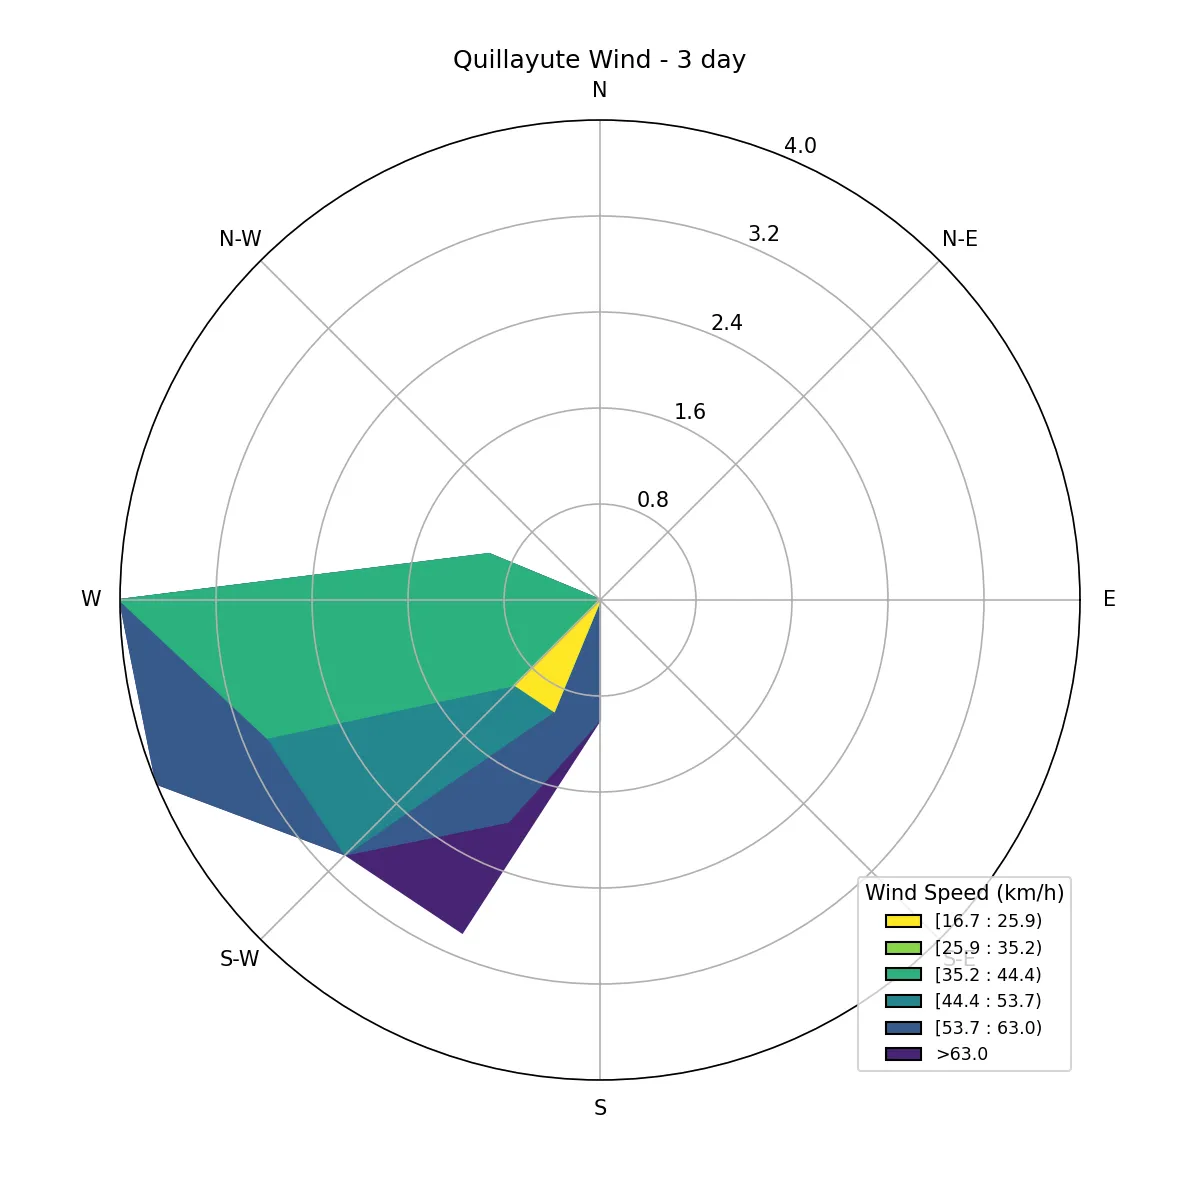 Quillayute Wind - 3 day
N
4.0
N-W
3.2
N-E
2.4
1.6
0.8
W
E
Wind Speed (km/h)
[16.7 : 25.9)
[25.9 : 35.2)
S-W
S-E
[35.2 : 44.4)
[44.4 : 53.7)
[53.7 : 63.0)
>63.0
S